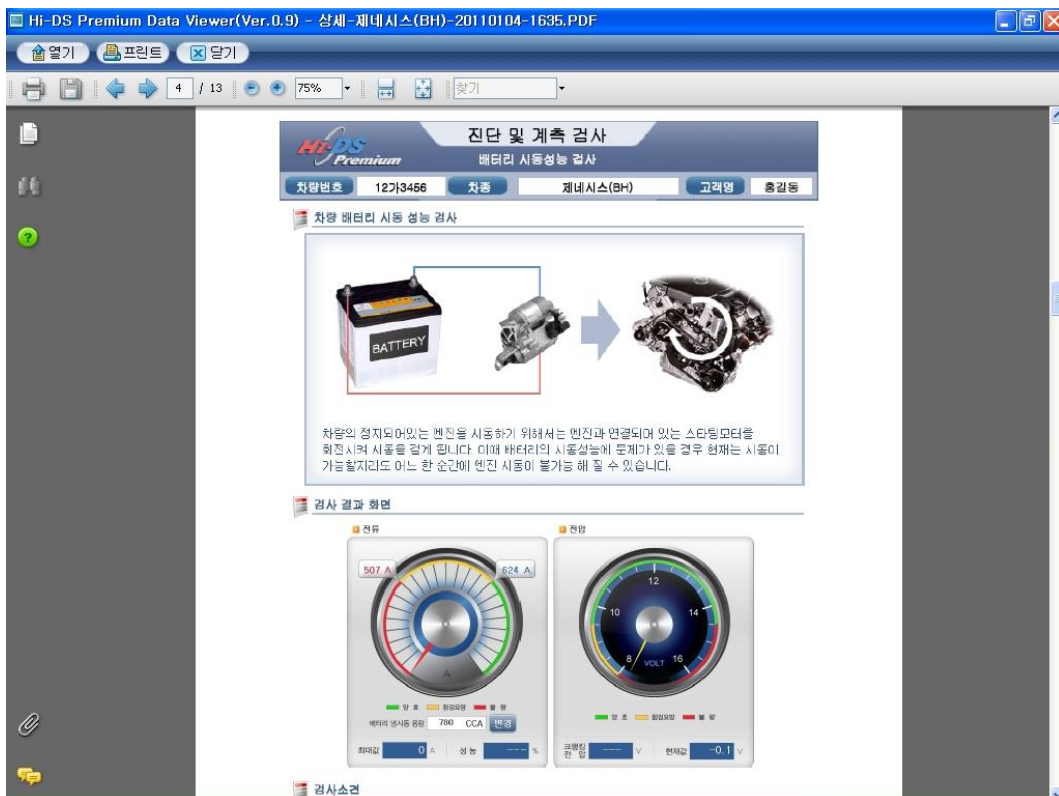 Hi-DS Premium Data Viewer(Ver.0.9) - 상세-제네시스(BH)-20110104-1635.PDF
열기 프린트 닫기
4 / 13 75% 찾기
Hi-DS Premium
진단 및 계측 검사
배터리 시동성능 검사
차량번호 12가3456 차종 제네시스(BH) 고객명 홍길동
차량 배터리 시동 성능 검사
BATTERY
차량의 정지되어있는 엔진을 시동하기 위해서는 엔진과 연결되어 있는 스타팅모터를
회전시켜 시동을 걸게 됩니다. 이때 배터리의 시동성능에 문제가 있을 경우 현재는 시동이
가능할지라도 어느 한 순간에 엔진 시동이 불가능 해 질 수 있습니다.
검사 결과 화면
전류
507 A 624 A
A
양 호 점검요망 불 량
배터리 냉시동 용량 780 CCA 변경
최대값 0 A 성 능 --- %
전압
8 10 12 14 16
VOLT
양 호 점검요망 불 량
크랭킹 전 압 --- V 현재값 -0.1 V
검사소견